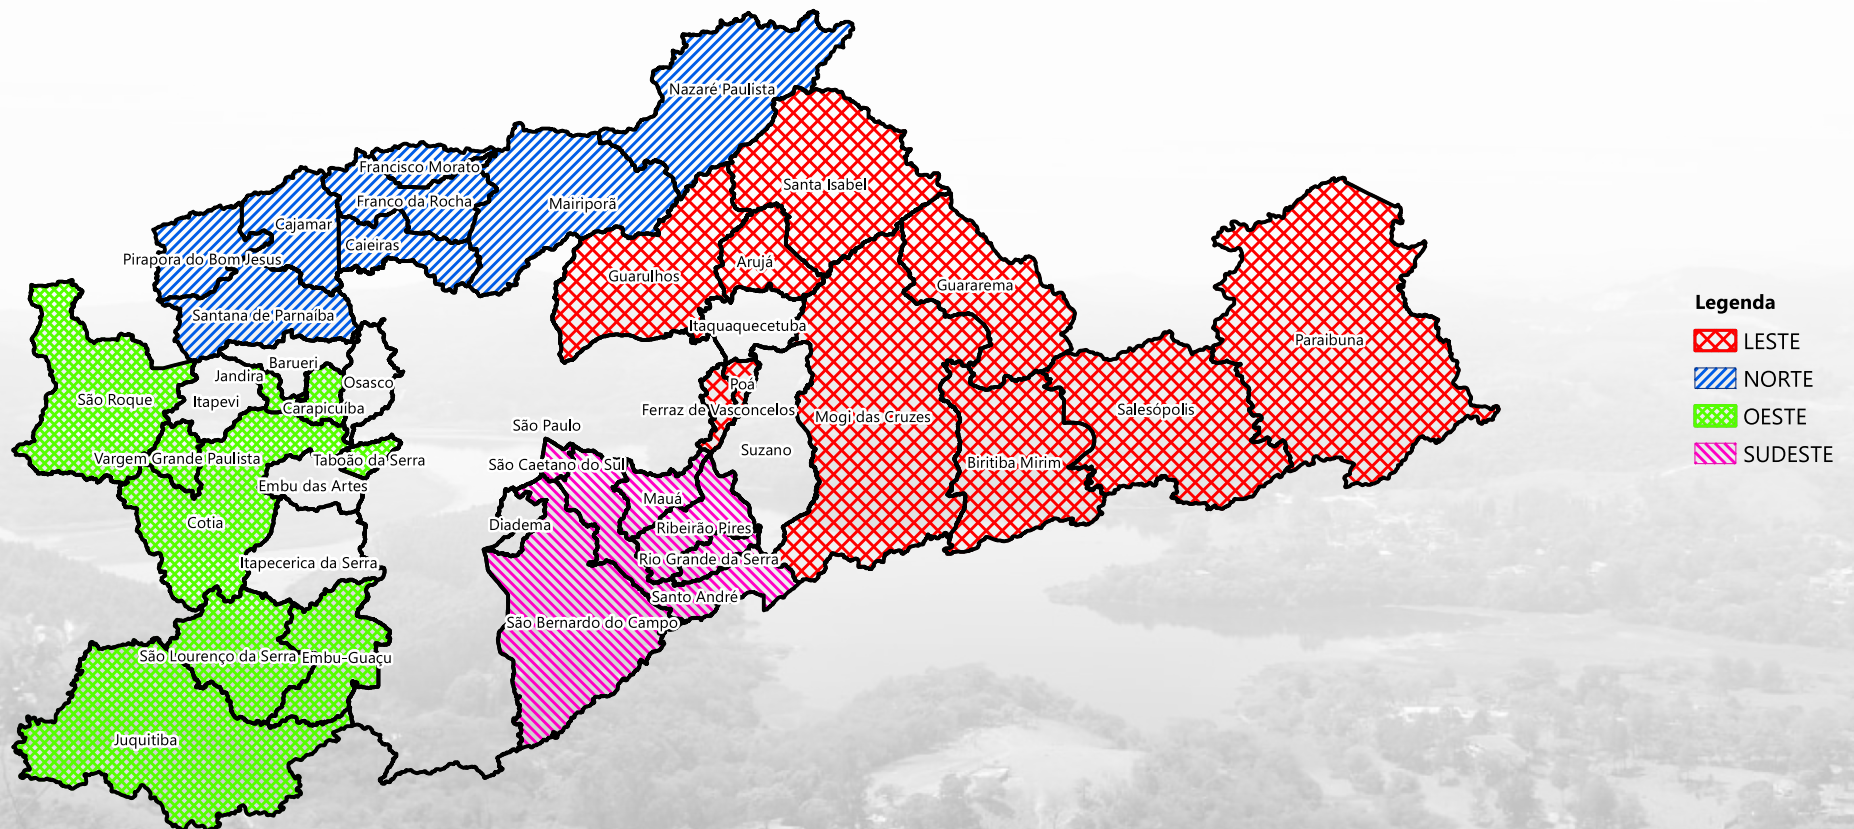 Nazaré Paulista
Francisco Morato
Santa Isabel
Franco da Rocha
Mairiporã
Cajamar
Caieiras
Pirapora do Bom Jesus
Arujá
Guarulhos
Guararema
Santana de Parnaíba
Itaquaquecetuba
Paraibuna
Barueri
Jandira
Osasco
Poá
São Roque
Itapevi
Carapicuíba
Ferraz de Vasconcelos
Mogi das Cruzes
Salesópolis
São Paulo
Suzano
Vargem Grande Paulista
Taboão da Serra
São Caetano do Sul
Biritiba Mirim
Embu das Artes
Mauá
Cotia
Diadema
Ribeirão Pires
Itapecerica da Serra
Rio Grande da Serra
Santo André
São Bernardo do Campo
São Lourenço da Serra
Embu-Guaçu
Juquitiba
Legenda
LESTE
NORTE
OESTE
SUDESTE